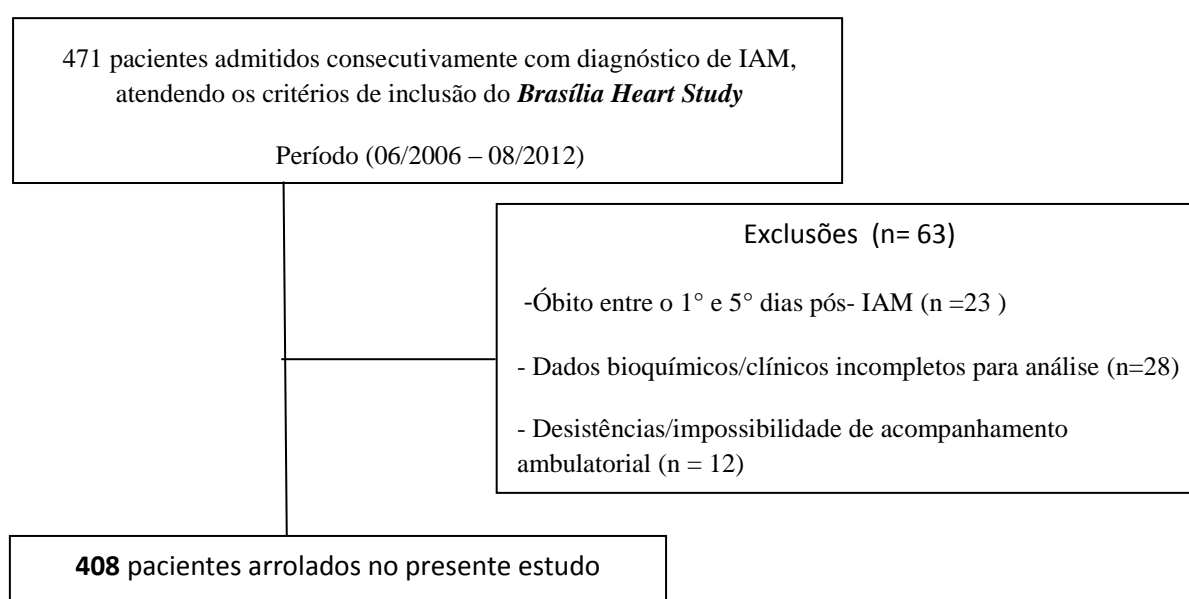 471 pacientes admitidos consecutivamente com diagnóstico de IAM,
atendendo os critérios de inclusão do Brasília Heart Study
Período (06/2006 – 08/2012)
Exclusões (n= 63)
-Óbito entre o 1° e 5° dias pós- IAM (n =23 )
- Dados bioquímicos/clínicos incompletos para análise (n=28)
- Desistências/impossibilidade de acompanhamento
ambulatorial (n = 12)
408 pacientes arrolados no presente estudo